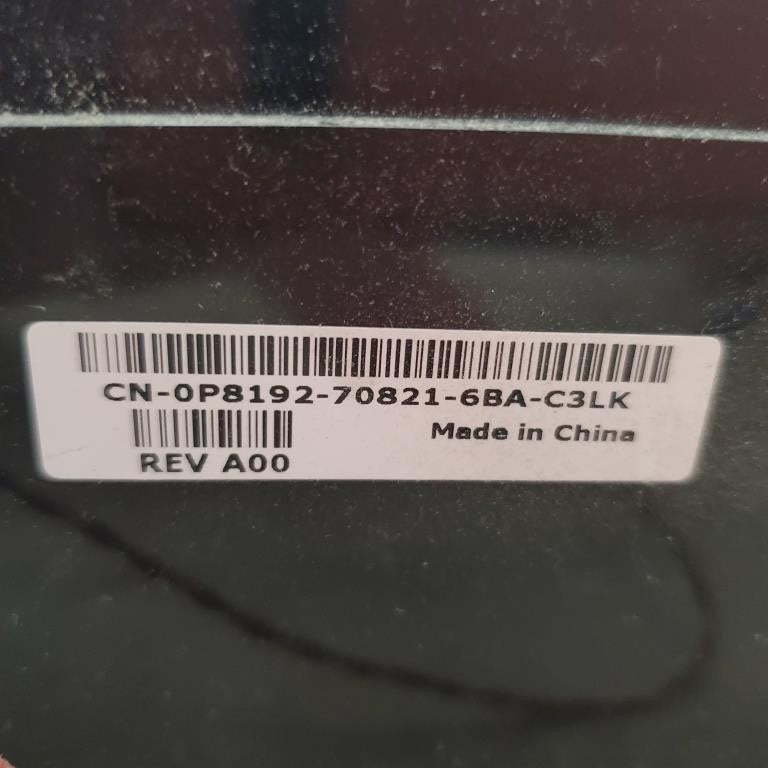 CN-0P8192-70821-6BA-C3LK
Made in China
REV A00